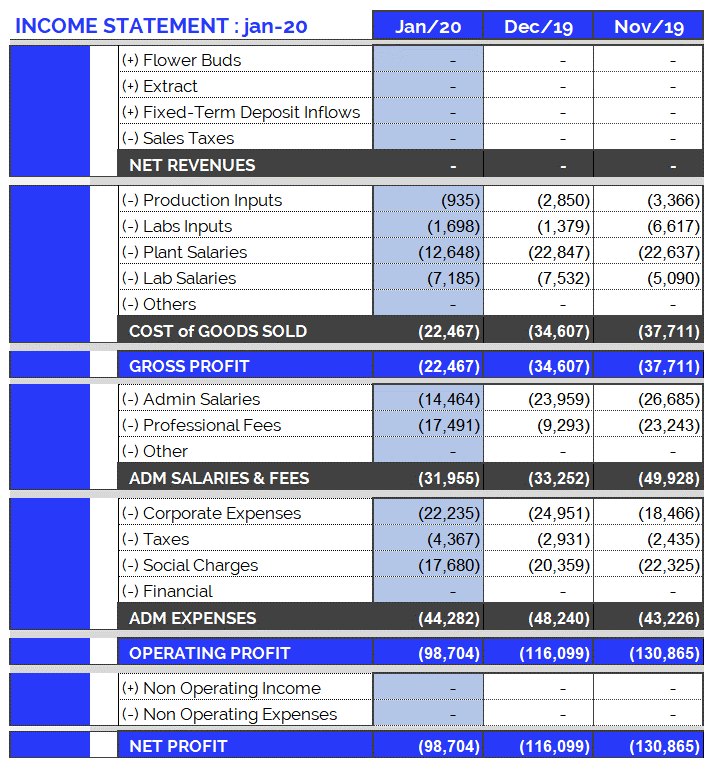 INCOME STATEMENT : jan-20 Jan/20 Dec/19 Nov/19
(+) Flower Buds - - -
(+) Extract - - -
(+) Fixed-Term Deposit Inflows - - -
(-) Sales Taxes - - -
NET REVENUES - - -
(-) Production Inputs (935) (2,850) (3,366)
(-) Labs Inputs (1,698) (1,379) (6,617)
(-) Plant Salaries (12,648) (22,847) (22,637)
(-) Lab Salaries (7,185) (7,532) (5,090)
(-) Others - - -
COST of GOODS SOLD (22,467) (34,607) (37,711)
GROSS PROFIT (22,467) (34,607) (37,711)
(-) Admin Salaries (14,464) (23,959) (26,685)
(-) Professional Fees (17,491) (9,293) (23,243)
(-) Other - - -
ADM SALARIES & FEES (31,955) (33,252) (49,928)
(-) Corporate Expenses (22,235) (24,951) (18,466)
(-) Taxes (4,367) (2,931) (2,435)
(-) Social Charges (17,680) (20,359) (22,325)
(-) Financial - - -
ADM EXPENSES (44,282) (48,240) (43,226)
OPERATING PROFIT (98,704) (116,099) (130,865)
(+) Non Operating Income - - -
(-) Non Operating Expenses - - -
NET PROFIT (98,704) (116,099) (130,865)